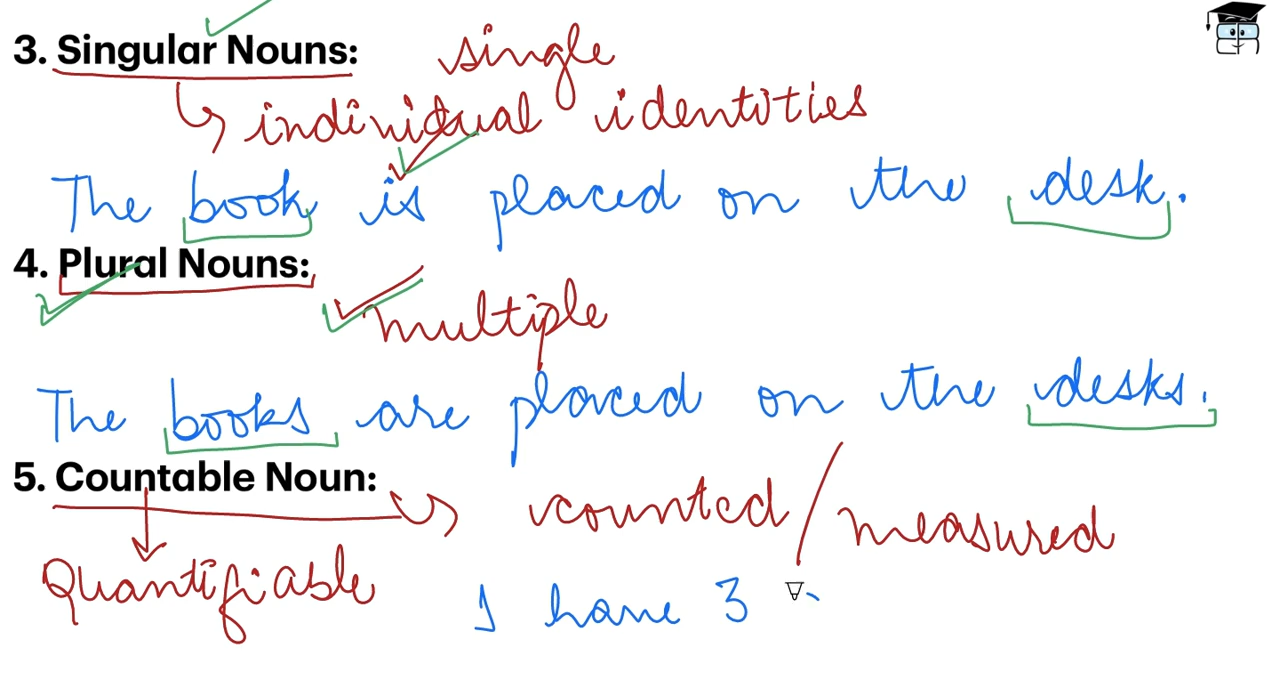 3. Singular Nouns: single
individual identities
The book is placed on the desk.
4. Plural Nouns:
multiple
The books are placed on the desks.
5. Countable Noun: counted / measured
Quantifiable
I have 3